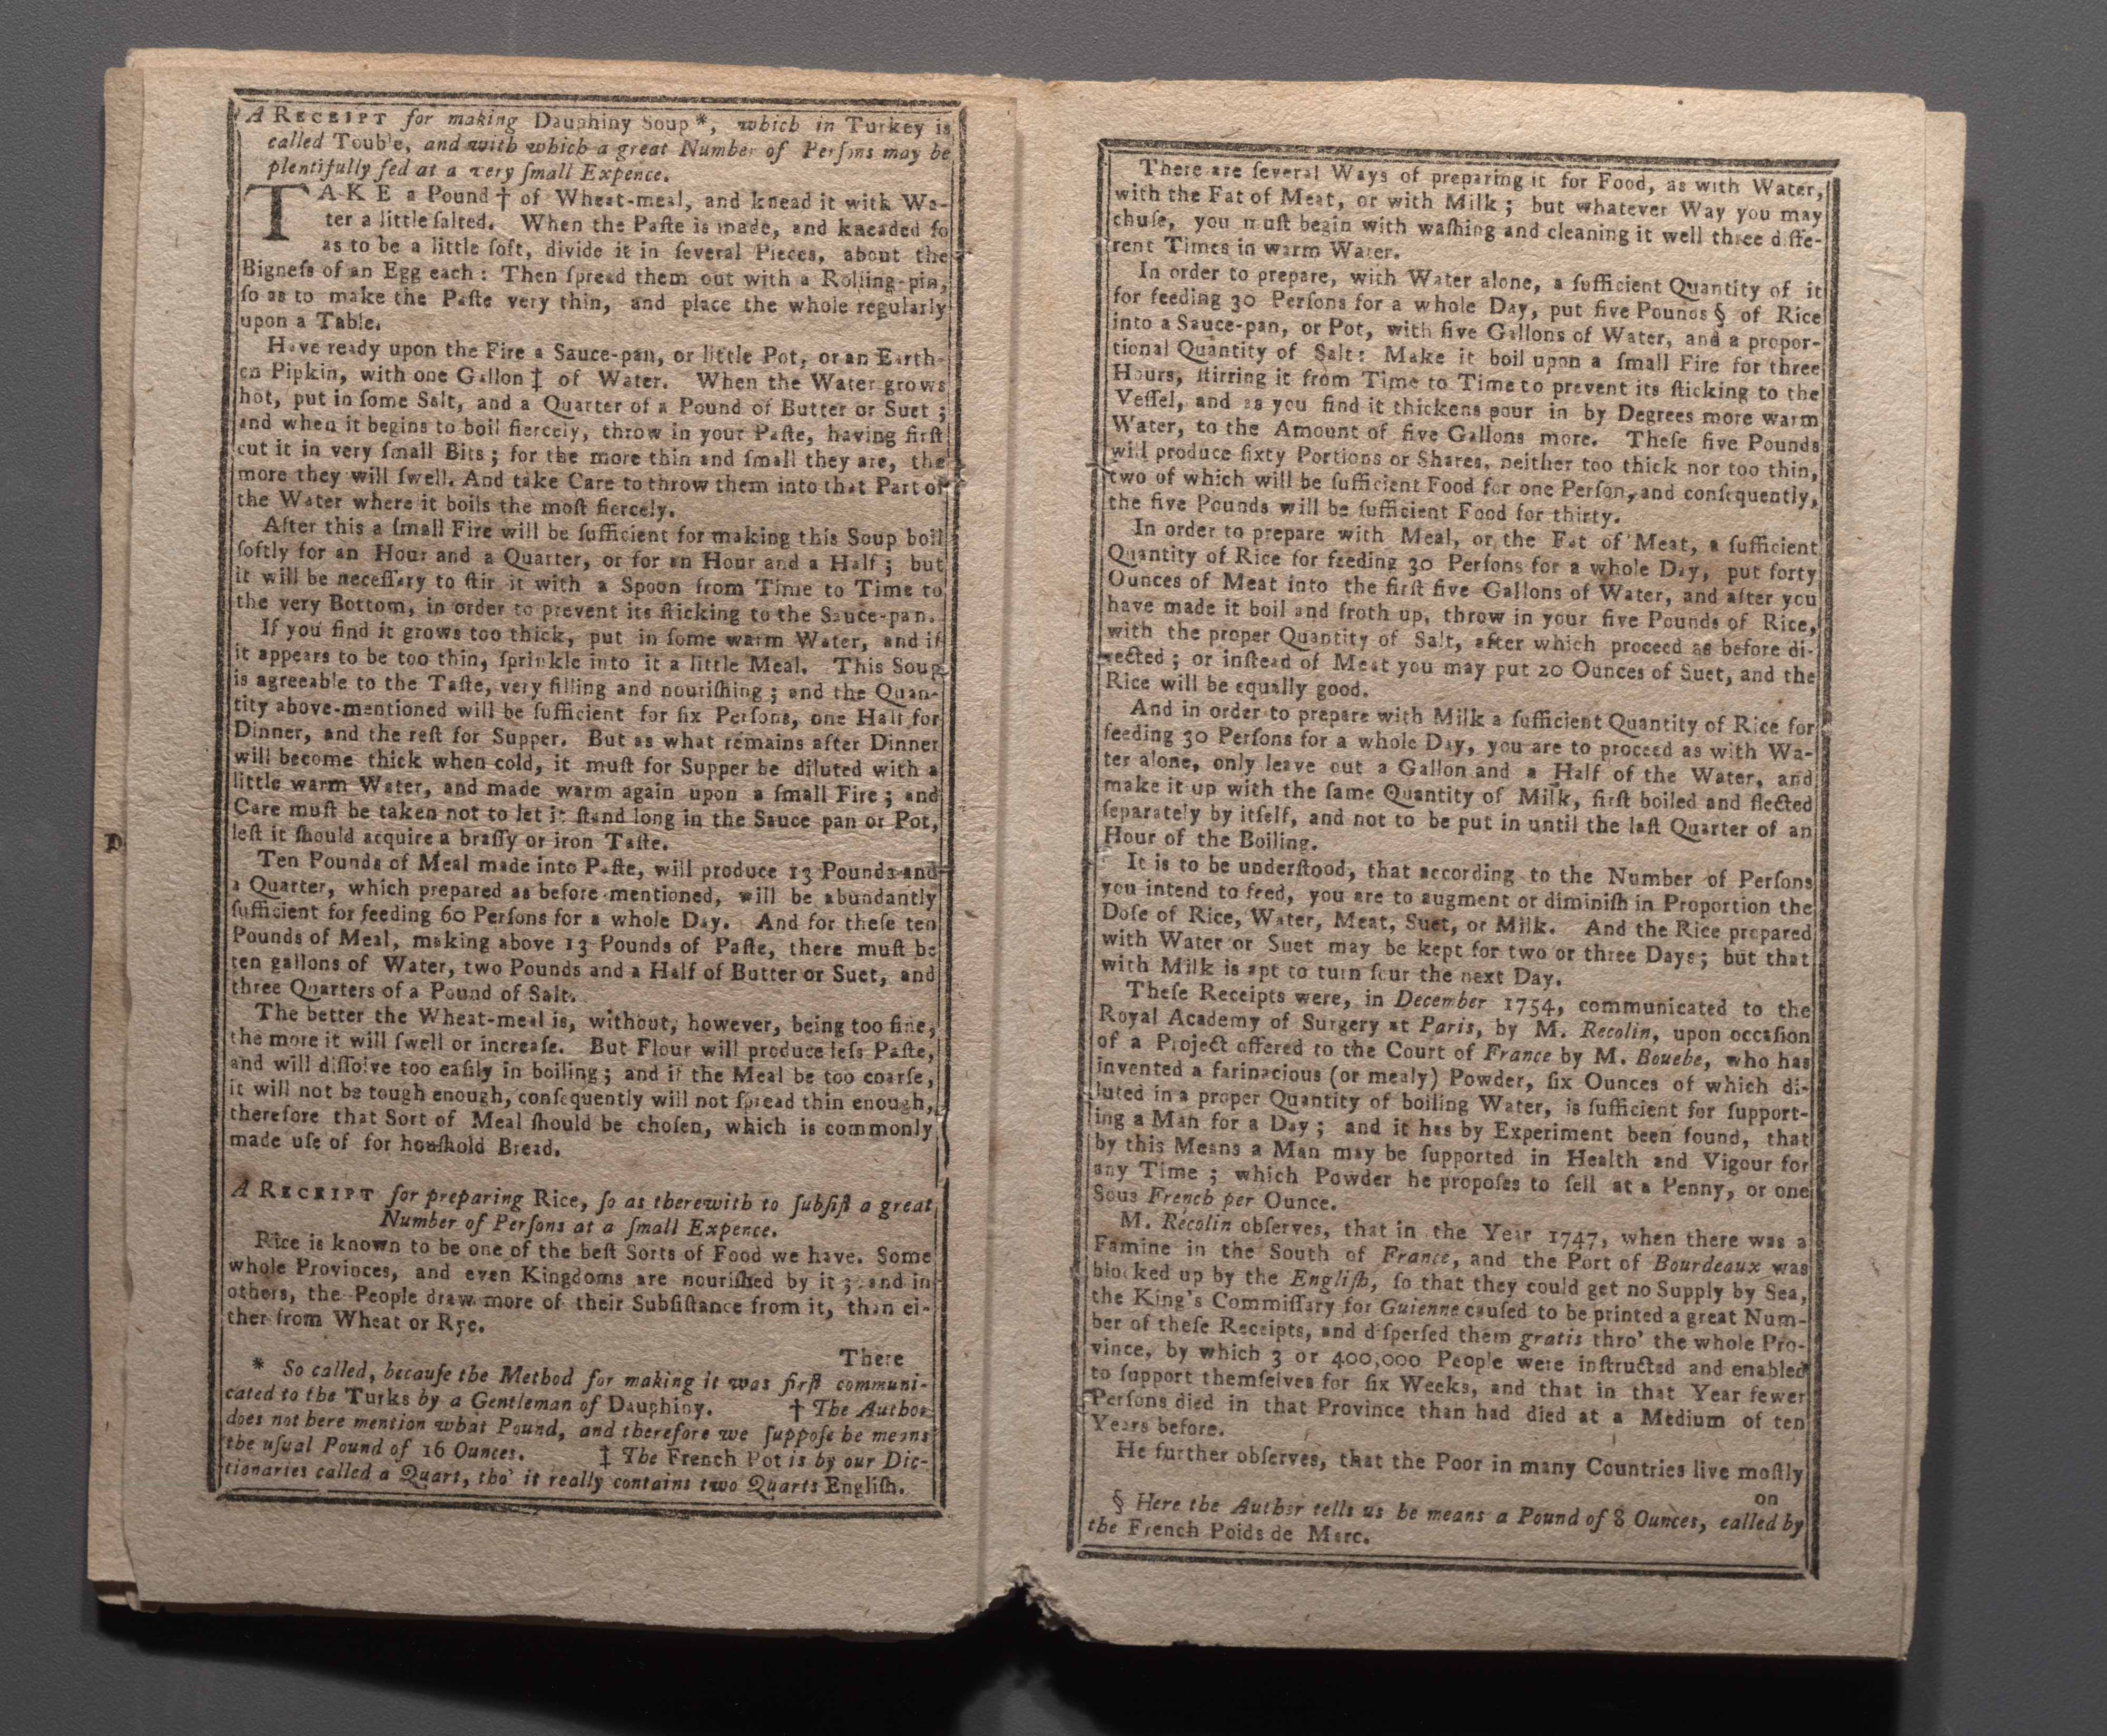 A RECEIPT for making Dauphiny Soup *, which in Turkey is
called Touble, and with which a great Number of Perſons may be
plentifully fed at a very ſmall Expence.
TAKE a Pound † of Wheat-meal, and knead it with Wa-
ter a little ſalted. When the Paſte is made, and kneaded ſo
as to be a little ſoft, divide it in ſeveral Pieces, about the
Bigneſs of an Egg each: Then ſpread them out with a Rolling-pin,
ſo as to make the Paſte very thin, and place the whole regularly
upon a Table.
Have ready upon the Fire a Sauce-pan, or little Pot, or an Earth-
en Pipkin, with one Gallon ‡ of Water. When the Water grows
hot, put in ſome Salt, and a Quarter of a Pound of Butter or Suet ;
and when it begins to boil fiercely, throw in your Paſte, having firſt
cut it in very ſmall Bits ; for the more thin and ſmall they are, the
more they will ſwell. And take Care to throw them into that Part of
the Water where it boils the moſt fiercely.
After this a ſmall Fire will be ſufficient for making this Soup boil
ſoftly for an Hour and a Quarter, or for an Hour and a Half ; but
it will be neceſſary to ſtir it with a Spoon from Time to Time to
the very Bottom, in order to prevent its ſticking to the Sauce-pan.
If you find it grows too thick, put in ſome warm Water, and if
it appears to be too thin, ſprinkle into it a little Meal. This Soup
is agreeable to the Taſte, very filling and nouriſhing ; and the Quan-
tity above-mentioned will be ſufficient for ſix Perſons, one Half for
Dinner, and the reſt for Supper. But as what remains after Dinner
will become thick when cold, it muſt for Supper be diluted with a
little warm Water, and made warm again upon a ſmall Fire ; and
Care muſt be taken not to let it ſtand long in the Sauce pan or Pot,
leſt it ſhould acquire a braſſy or iron Taſte.
Ten Pounds of Meal made into Paſte, will produce 13 Pounds and
a Quarter, which prepared as before-mentioned, will be abundantly
ſufficient for feeding 60 Perſons for a whole Day. And for theſe ten
Pounds of Meal, making above 13 Pounds of Paſte, there muſt be
ten gallons of Water, two Pounds and a Half of Butter or Suet, and
three Quarters of a Pound of Salt.
The better the Wheat-meal is, without, however, being too fine,
the more it will ſwell or increaſe. But Flour will produce leſs Paſte,
and will diſſolve too eaſily in boiling ; and if the Meal be too coarſe,
it will not be tough enough, conſequently will not ſpread thin enough,
therefore that Sort of Meal ſhould be choſen, which is commonly
made uſe of for houſhold Bread.
A RECEIPT for preparing Rice, ſo as therewith to ſubſiſt a great
Number of Perſons at a ſmall Expence.
Rice is known to be one of the beſt Sorts of Food we have. Some
whole Provinces, and even Kingdoms are nouriſhed by it ; and in
others, the People draw more of their Subſiſtance from it, than ei-
ther from Wheat or Rye.
There
* So called, becauſe the Method for making it was firſt communi-
cated to the Turks by a Gentleman of Dauphiny. † The Author
does not here mention what Pound, and therefore we ſuppoſe he means
the uſual Pound of 16 Ounces. ‡ The French Pot is by our Dic-
tionaries called a Quart, tho' it really contains two Quarts Engliſh.
There are ſeveral Ways of preparing it for Food, as with Water,
with the Fat of Meat, or with Milk ; but whatever Way you may
chuſe, you muſt begin with waſhing and cleaning it well three diffe-
rent Times in warm Water.
In order to prepare, with Water alone, a ſufficient Quantity of it
for feeding 30 Perſons for a whole Day, put five Pounds § of Rice
into a Sauce-pan, or Pot, with five Gallons of Water, and a propor-
tional Quantity of Salt: Make it boil upon a ſmall Fire for three
Hours, ſtirring it from Time to Time to prevent its ſticking to the
Veſſel, and as you find it thickens pour in by Degrees more warm
Water, to the Amount of five Gallons more. Theſe five Pounds
will produce ſixty Portions or Shares, neither too thick nor too thin,
two of which will be ſufficient Food for one Perſon, and conſequently,
the five Pounds will be ſufficient Food for thirty.
In order to prepare with Meal, or the Fat of Meat, a ſufficient
Quantity of Rice for feeding 30 Perſons for a whole Day, put forty
Ounces of Meat into the firſt five Gallons of Water, and after you
have made it boil and froth up, throw in your five Pounds of Rice,
with the proper Quantity of Salt, after which proceed as before di-
rected ; or inſtead of Meat you may put 20 Ounces of Suet, and the
Rice will be equally good.
And in order to prepare with Milk a ſufficient Quantity of Rice for
feeding 30 Perſons for a whole Day, you are to proceed as with Wa-
ter alone, only leave out a Gallon and a Half of the Water, and
make it up with the ſame Quantity of Milk, firſt boiled and flected
ſeparately by itſelf, and not to be put in until the laſt Quarter of an
Hour of the Boiling.
It is to be underſtood, that according to the Number of Perſons
you intend to feed, you are to augment or diminiſh in Proportion the
Doſe of Rice, Water, Meat, Suet, or Milk. And the Rice prepared
with Water or Suet may be kept for two or three Days; but that
with Milk is apt to turn ſour the next Day.
Theſe Receipts were, in December 1754, communicated to the
Royal Academy of Surgery at Paris, by M. Recolin, upon occaſion
of a Project offered to the Court of France by M. Bouebe, who has
invented a farinacious (or mealy) Powder, ſix Ounces of which di-
luted in a proper Quantity of boiling Water, is ſufficient for ſupport-
ing a Man for a Day ; and it has by Experiment been found, that
by this Means a Man may be ſupported in Health and Vigour for
any Time ; which Powder he propoſes to ſell at a Penny, or one
Sous French per Ounce.
M. Recolin obſerves, that in the Year 1747, when there was a
Famine in the South of France, and the Port of Bourdeaux was
blocked up by the Engliſh, ſo that they could get no Supply by Sea,
the King's Commiſſary for Guienne cauſed to be printed a great Num-
ber of theſe Receipts, and diſperſed them gratis thro' the whole Pro-
vince, by which 3 or 400,000 People were inſtructed and enabled
to ſupport themſelves for ſix Weeks, and that in that Year fewer
Perſons died in that Province than had died at a Medium of ten
Years before.
He further obſerves, that the Poor in many Countries live moſtly
on
§ Here the Author tells us he means a Pound of 8 Ounces, called by
the French Poids de Marc.